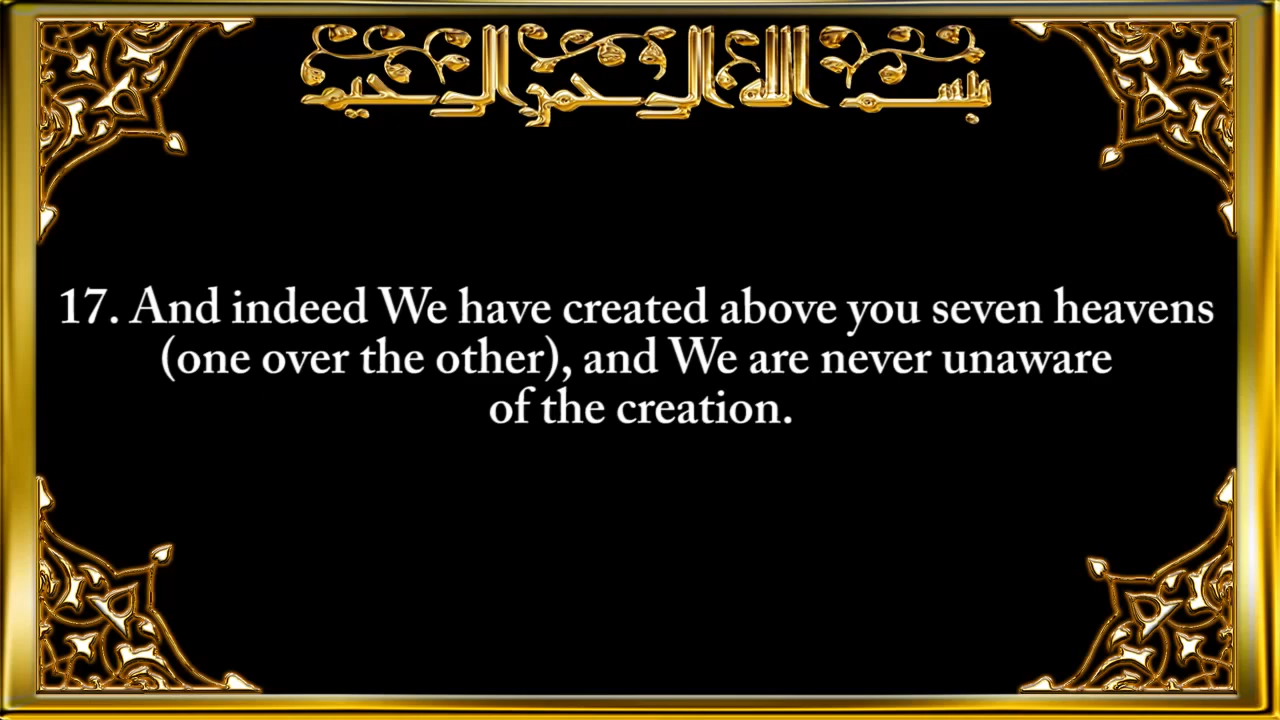 بسم الله الرحمن الرحيم
17. And indeed We have created above you seven heavens
(one over the other), and We are never unaware
of the creation.